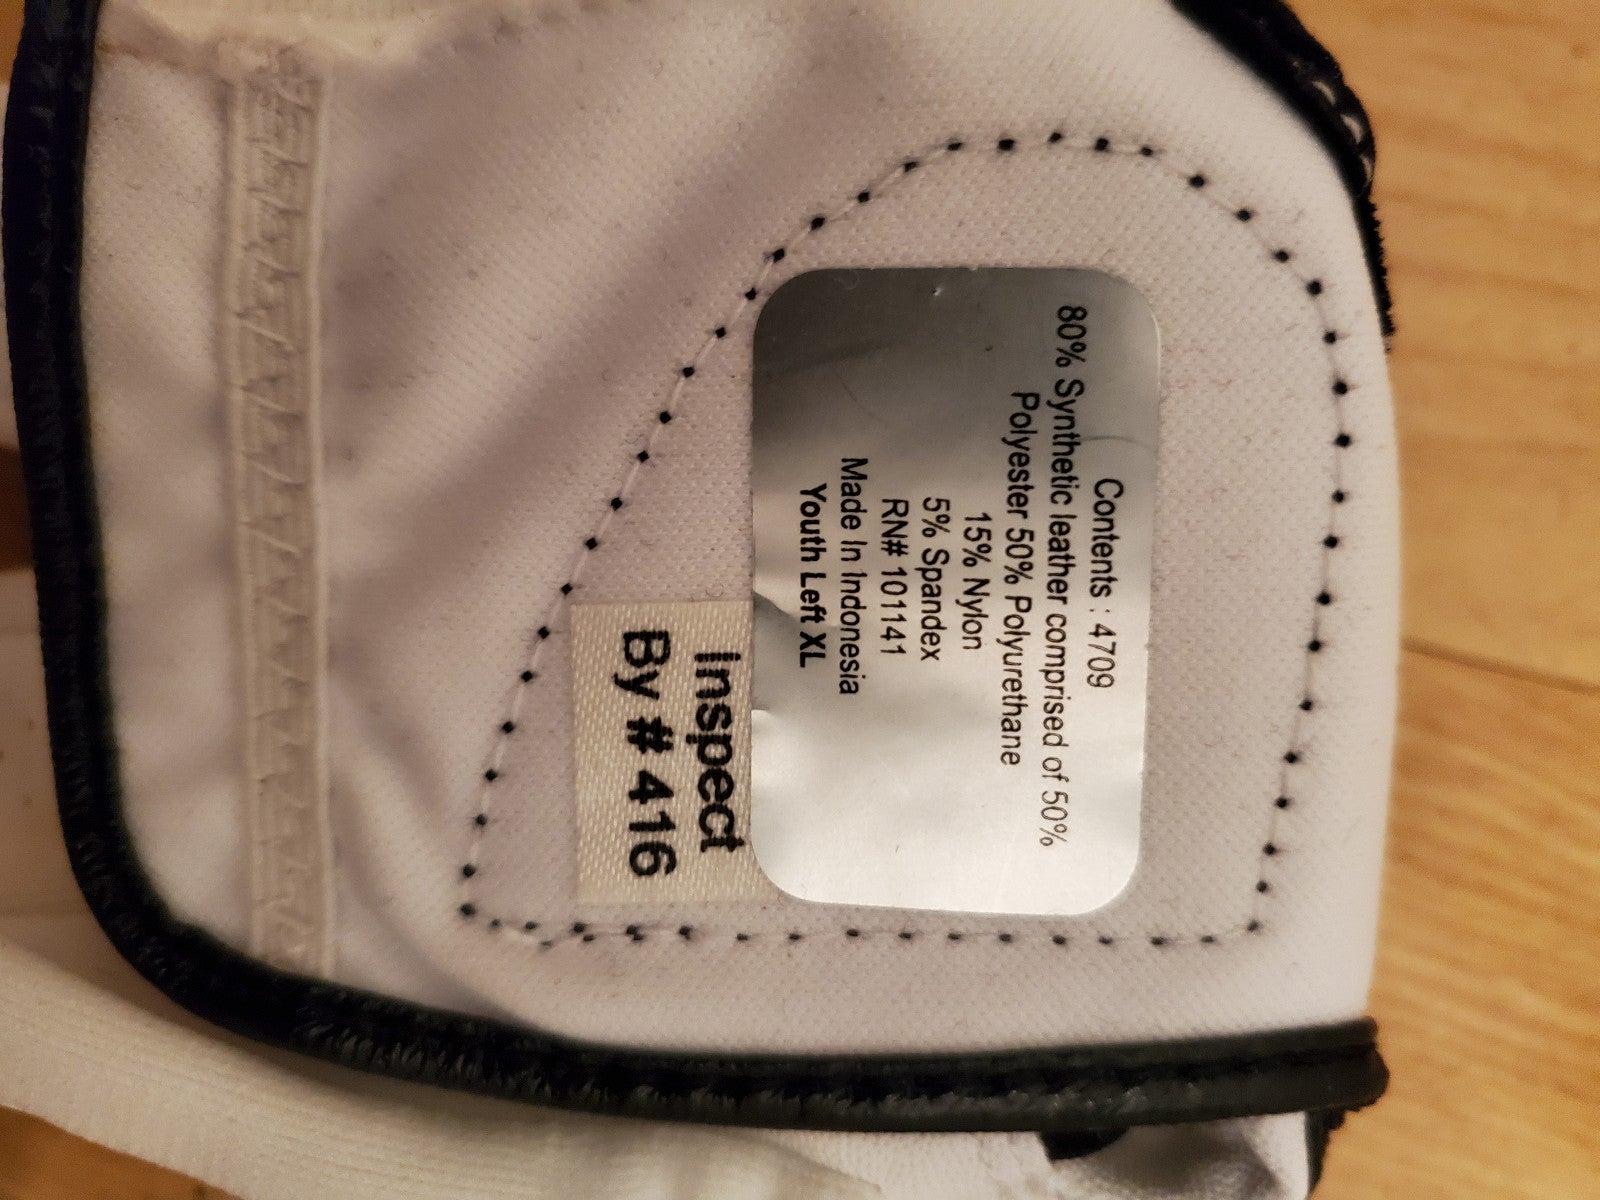 Contents : 4709
80% Synthetic leather comprised of 50%
Polyester 50% Polyurethane
15% Nylon
5% Spandex
RN# 101141
Made In Indonesia
Youth Left XL
Inspect
By # 416